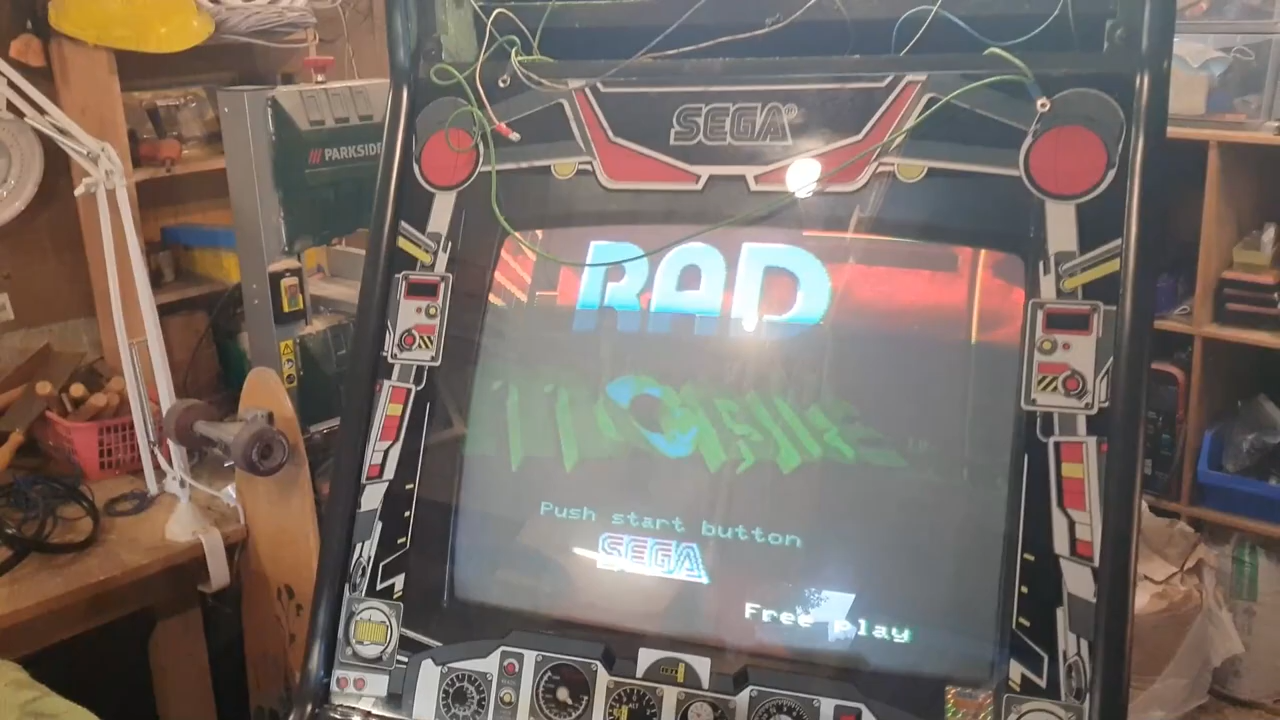 SEGA®
PARKSIDE
RAD
Push start button
SEGA
Free play